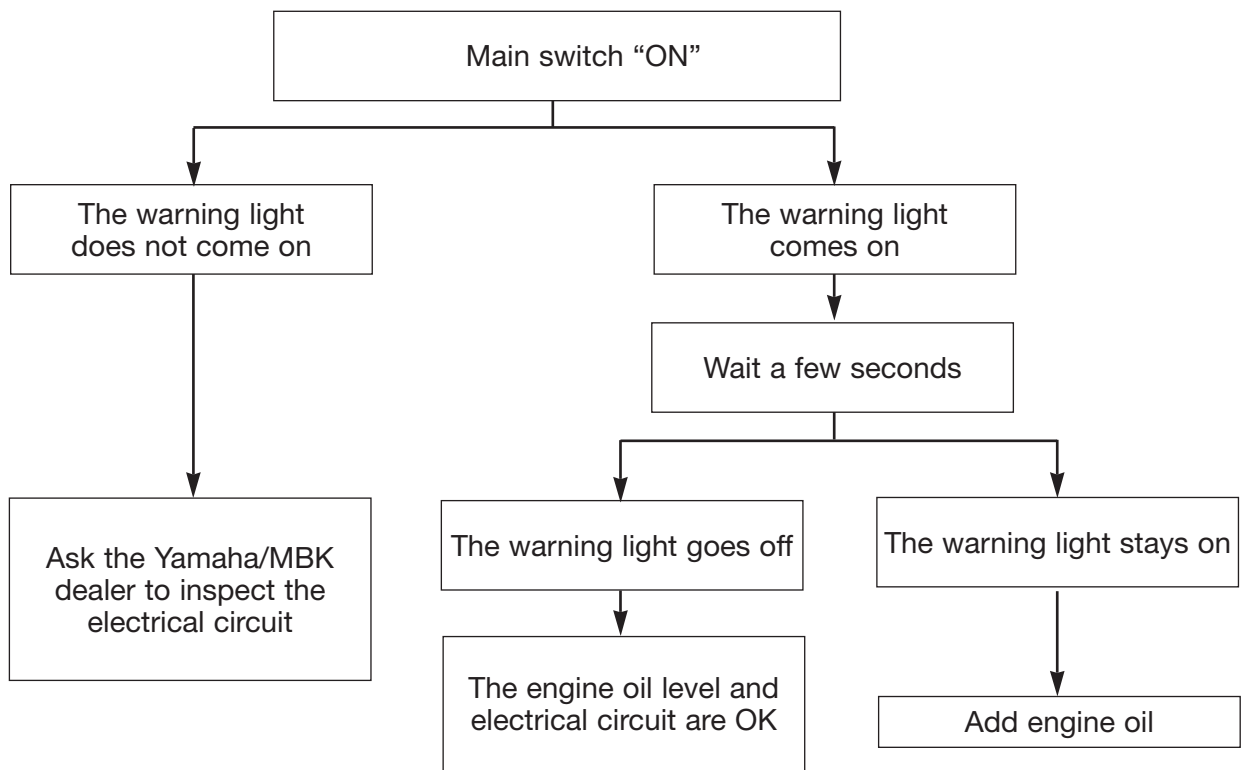 Main switch “ON”
The warning light
does not come on
The warning light
comes on
Wait a few seconds
Ask the Yamaha/MBK
dealer to inspect the
electrical circuit
The warning light goes off
The warning light stays on
The engine oil level and
electrical circuit are OK
Add engine oil